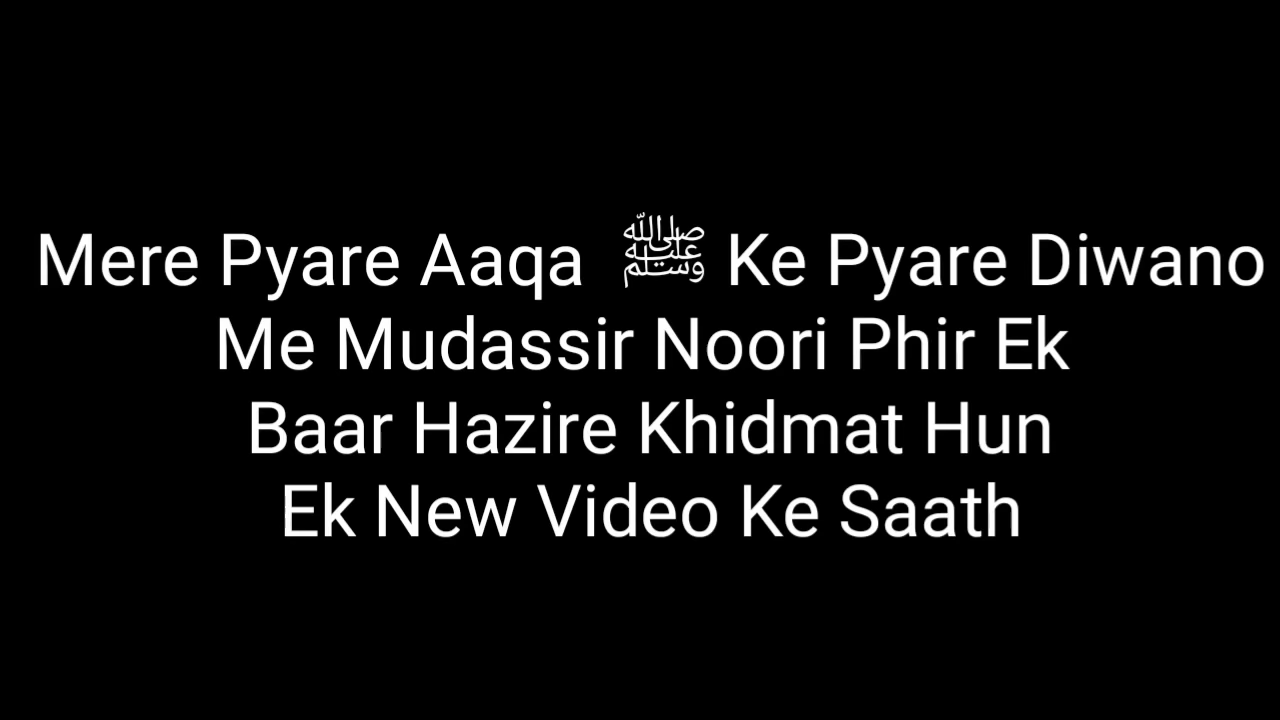 Mere Pyare Aaqa ﷺ Ke Pyare Diwano
Me Mudassir Noori Phir Ek
Baar Hazire Khidmat Hun
Ek New Video Ke Saath